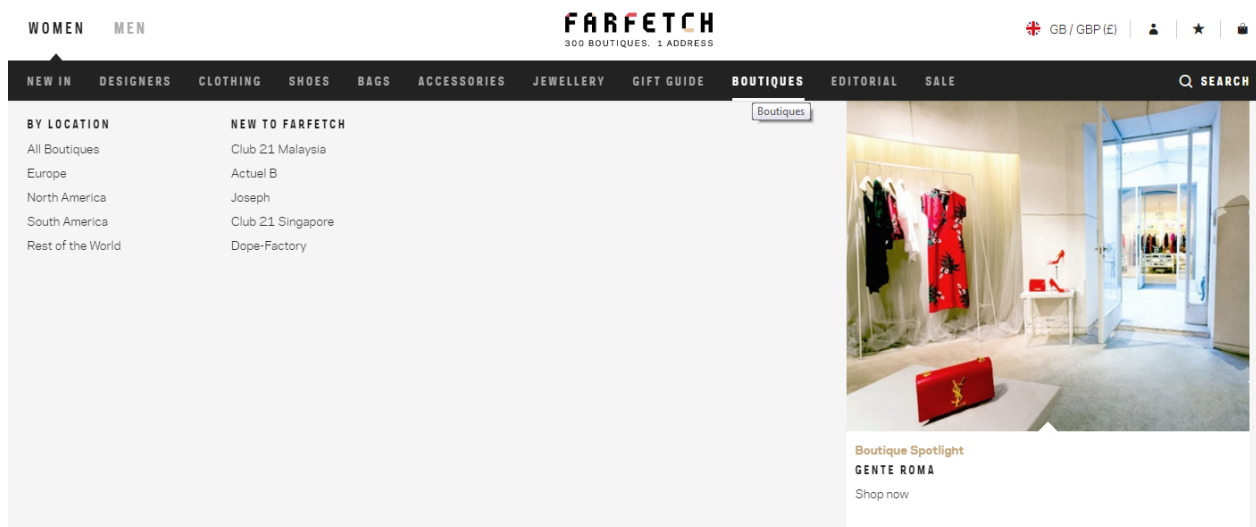 WOMEN MEN
FARFETCH
300 BOUTIQUES. 1 ADDRESS
GB / GBP (£)
NEW IN DESIGNERS CLOTHING SHOES BAGS ACCESSORIES JEWELLERY GIFT GUIDE BOUTIQUES EDITORIAL SALE SEARCH
Boutiques
BY LOCATION
All Boutiques
Europe
North America
South America
Rest of the World
NEW TO FARFETCH
Club 21 Malaysia
Actuel B
Joseph
Club 21 Singapore
Dope-Factory
Boutique Spotlight
GENTE ROMA
Shop now